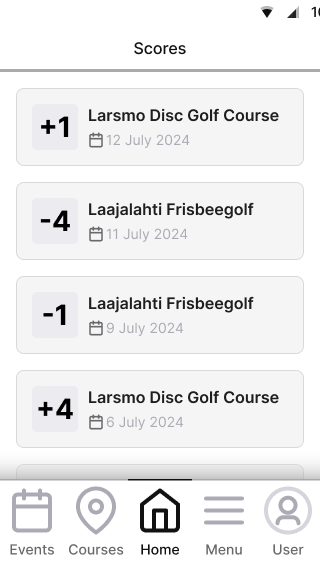 Scores
+1
Larsmo Disc Golf Course
12 July 2024
-4
Laajalahti Frisbeegolf
11 July 2024
-1
Laajalahti Frisbeegolf
9 July 2024
+4
Larsmo Disc Golf Course
6 July 2024
Events Courses Home Menu User